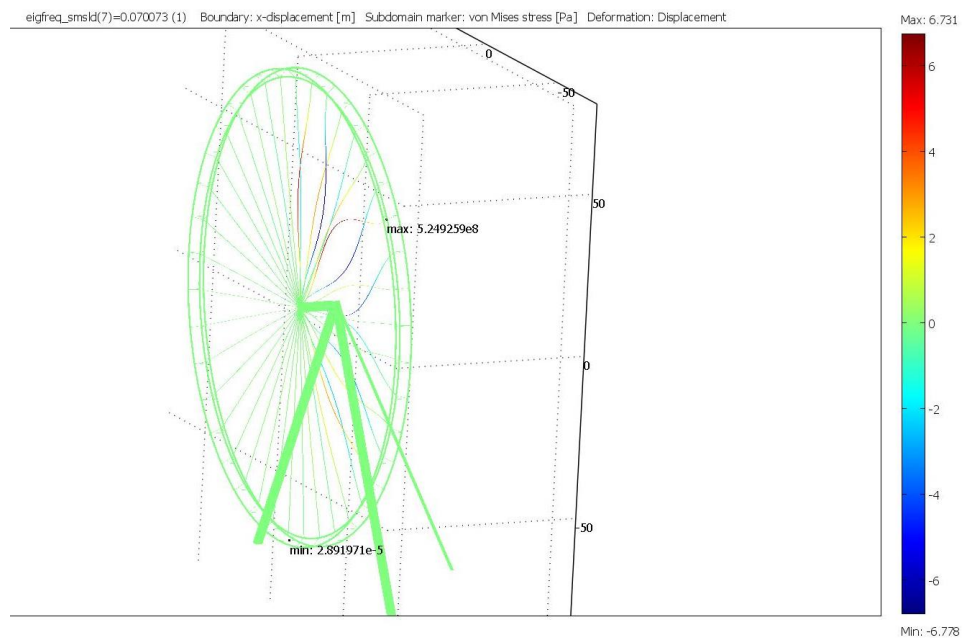 eigfreq_smsld(7)=0.070073 (1)   Boundary: x-displacement [m]   Subdomain marker: von Mises stress [Pa]   Deformation: Displacement
Max: 6.731
0
-50
50
max: 5.249259e8
0
-50
min: 2.891971e-5
6
4
2
0
-2
-4
-6
Min: -6.778